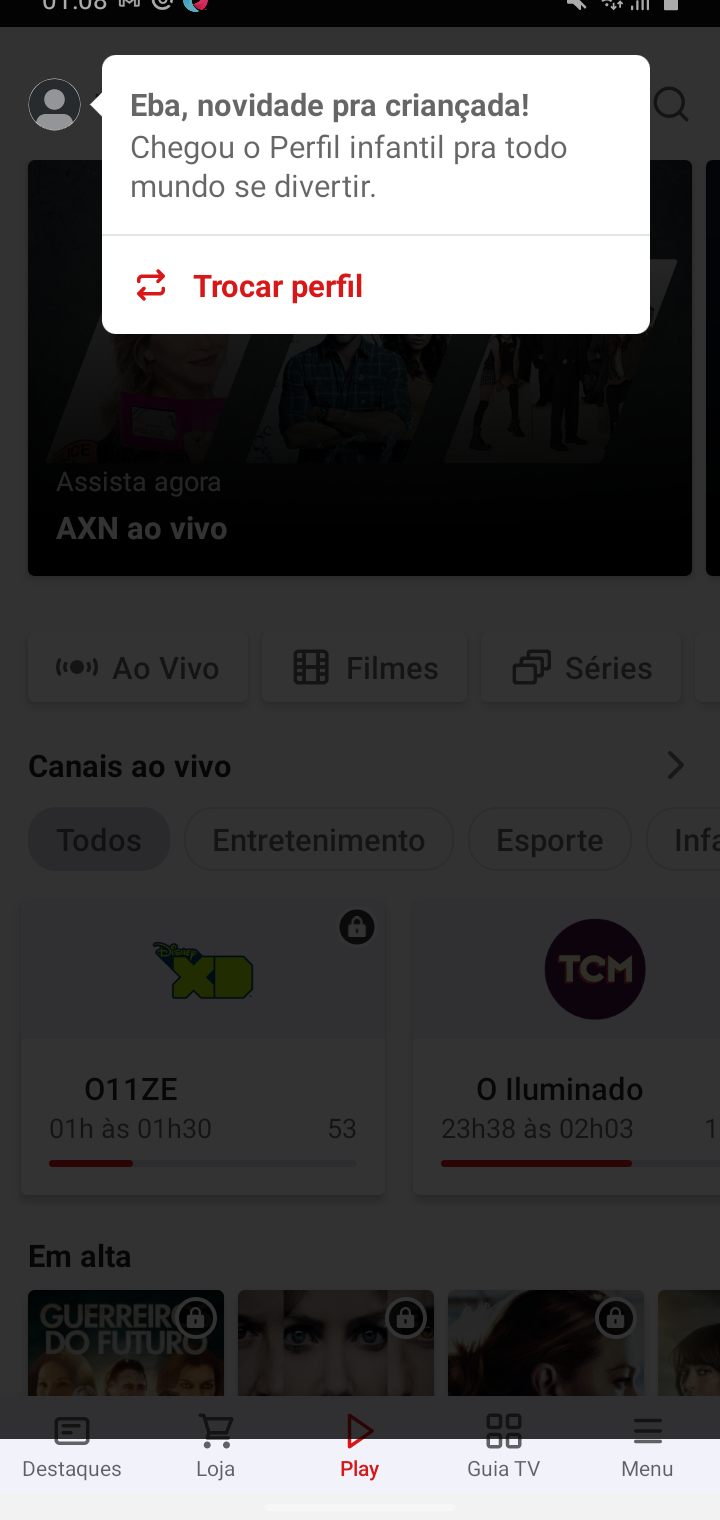 01:08
Eba, novidade pra criançada!
Chegou o Perfil infantil pra todo
mundo se divertir.
Trocar perfil
Assista agora
AXN ao vivo
Ao Vivo
Filmes
Séries
Canais ao vivo
Todos
Entretenimento
Esporte
Infa
Disney XD
TCM
O11ZE
01h às 01h30
53
O Iluminado
23h38 às 02h03
1
Em alta
GUERREIRO
DO FUTURO
Destaques
Loja
Play
Guia TV
Menu